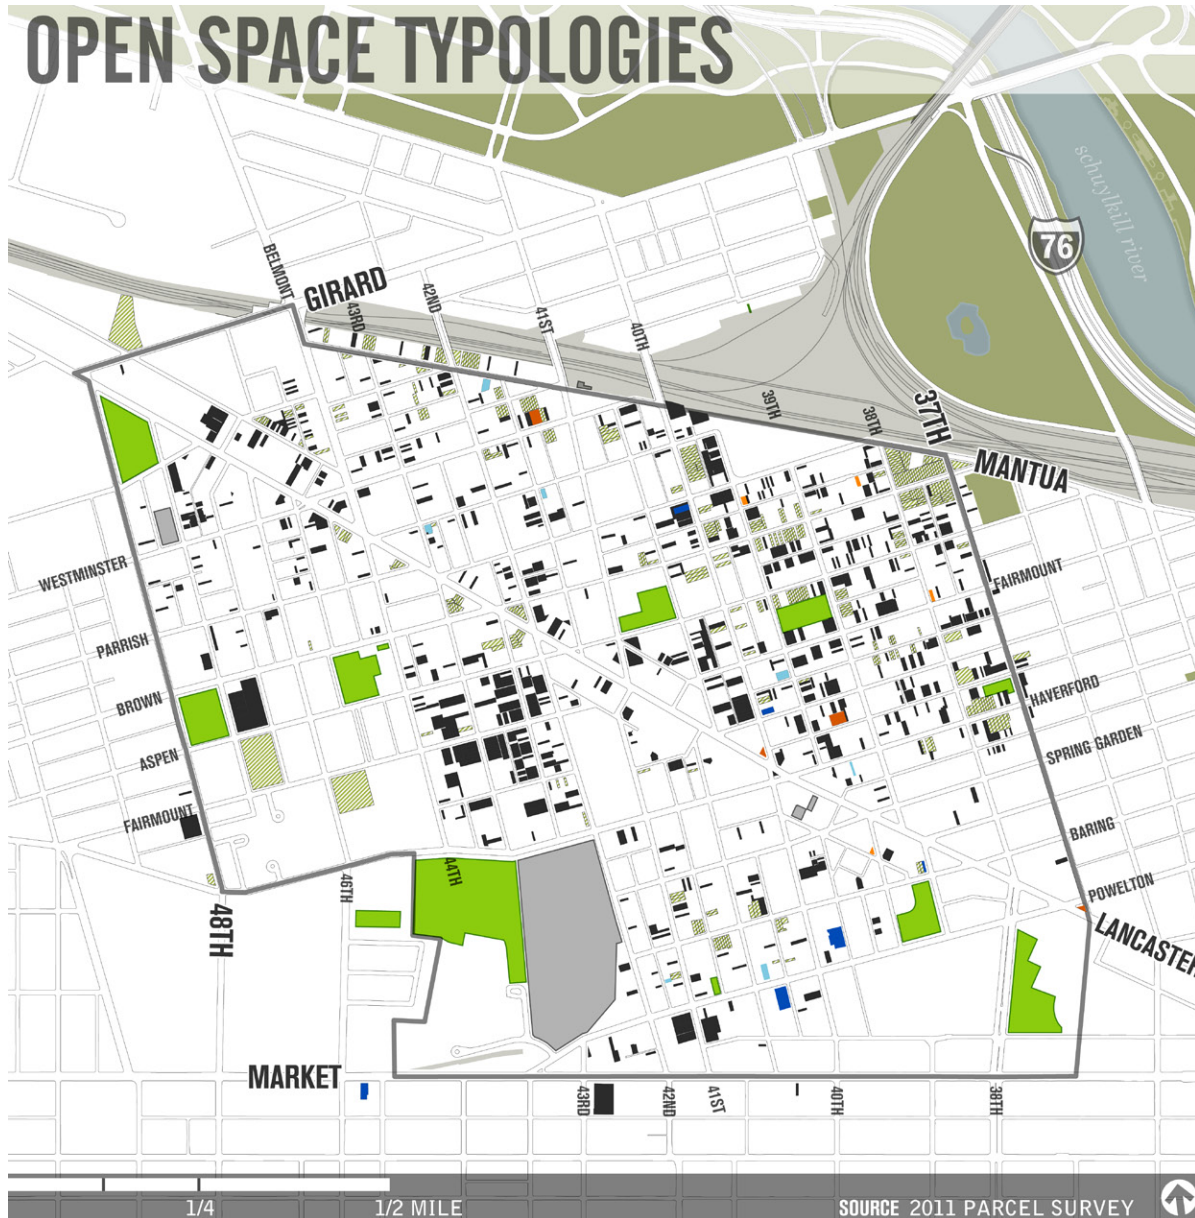 OPEN SPACE TYPOLOGIES
schuylkill river
76
BELMONT
GIRARD
43RD
42ND
41ST
40TH
39TH
38TH
37TH
MANTUA
WESTMINSTER
FAIRMOUNT
PARRISH
HAVERFORD
BROWN
SPRING GARDEN
ASPEN
FAIRMOUNT
BARING
44TH
46TH
POWELTON
48TH
LANCASTER
MARKET
43RD
42ND
41ST
40TH
38TH
1/4
1/2 MILE
SOURCE 2011 PARCEL SURVEY